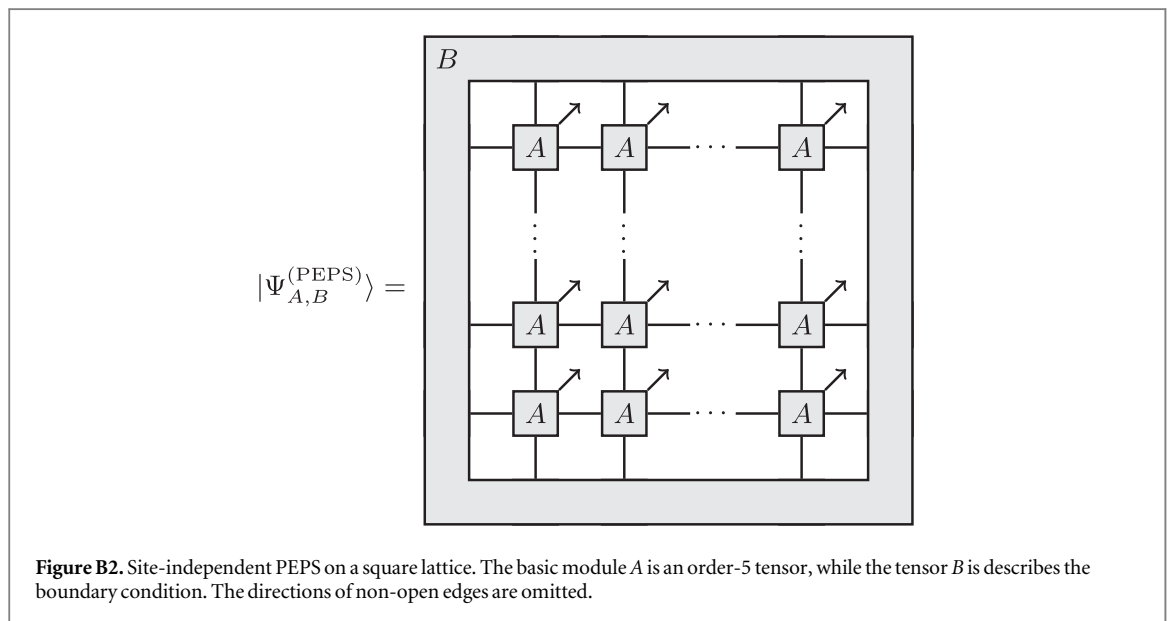 B
A A ··· A
⋮ ⋮ ⋮
|Ψ_{A,B}^{(PEPS)}⟩ =
A A ··· A
A A ··· A
Figure B2. Site-independent PEPS on a square lattice. The basic module A is an order-5 tensor, while the tensor B is describes the
boundary condition. The directions of non-open edges are omitted.